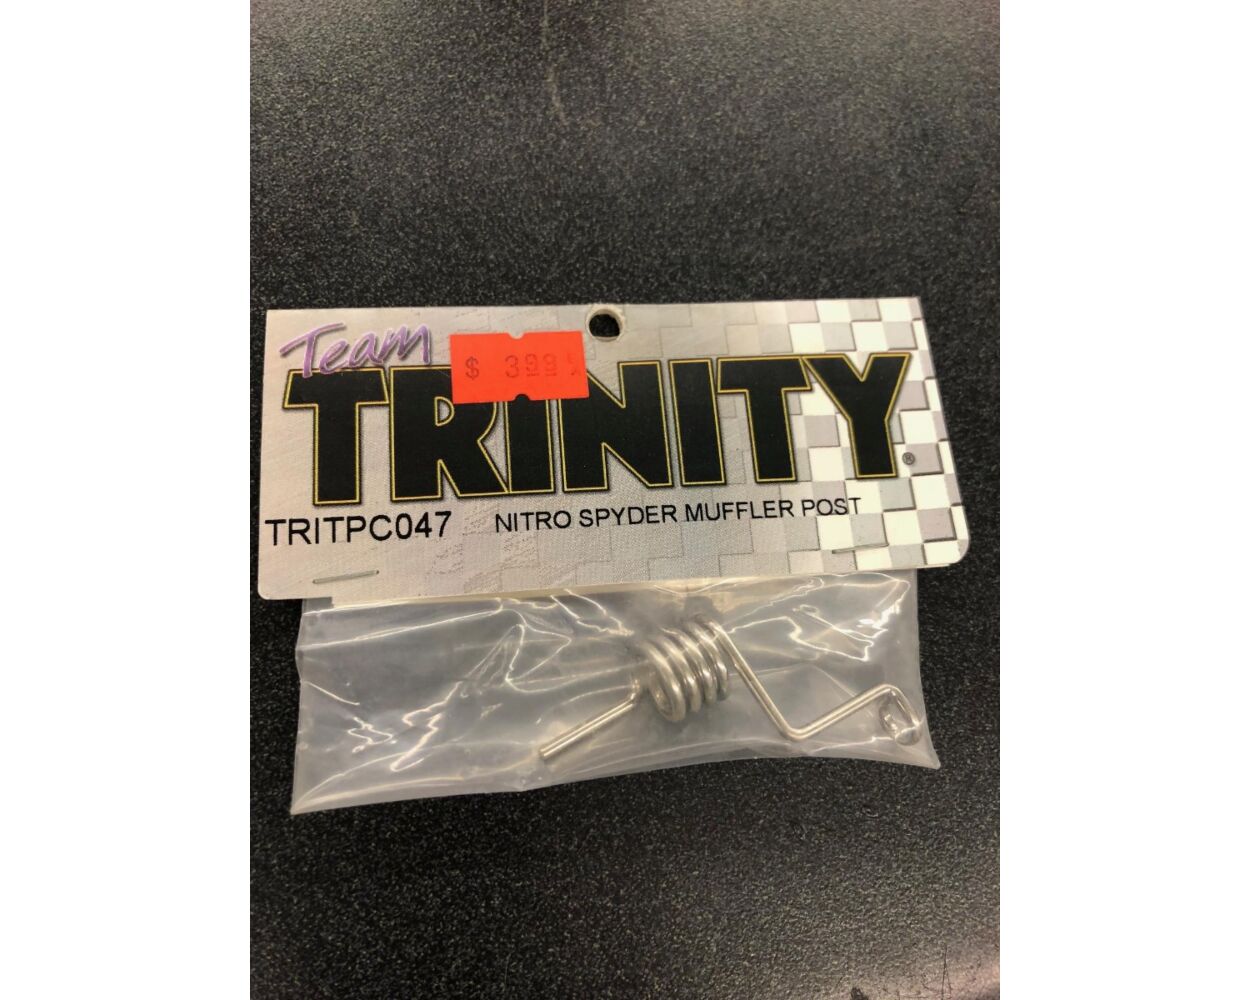 Team
$ 3.99
TRINITY®
TRITPC047 NITRO SPYDER MUFFLER POST